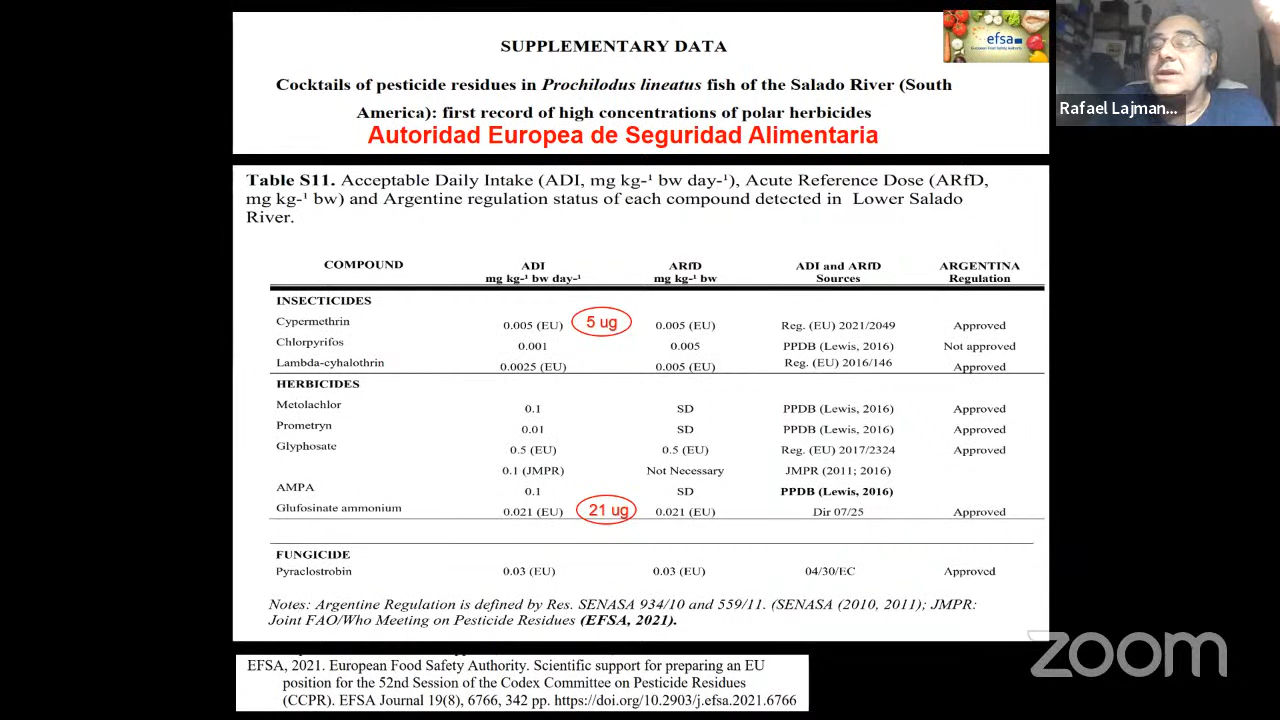 SUPPLEMENTARY DATA
efsa
European Food Safety Authority
Cocktails of pesticide residues in Prochilodus lineatus fish of the Salado River (South
America): first record of high concentrations of polar herbicides
Autoridad Europea de Seguridad Alimentaria
Rafael Lajman...
Table S11. Acceptable Daily Intake (ADI, mg kg-¹ bw day-¹), Acute Reference Dose (ARfD,
mg kg-¹ bw) and Argentine regulation status of each compound detected in Lower Salado
River.
COMPOUND ADI ARfD ADI and ARfD ARGENTINA
mg kg-¹ bw day-¹ mg kg-¹ bw Sources Regulation
INSECTICIDES
Cypermethrin 0.005 (EU) 5 ug 0.005 (EU) Reg. (EU) 2021/2049 Approved
Chlorpyrifos 0.001 0.005 PPDB (Lewis, 2016) Not approved
Lambda-cyhalothrin 0.0025 (EU) 0.005 (EU) Reg. (EU) 2016/146 Approved
HERBICIDES
Metolachlor 0.1 SD PPDB (Lewis, 2016) Approved
Prometryn 0.01 SD PPDB (Lewis, 2016) Approved
Glyphosate 0.5 (EU) 0.5 (EU) Reg. (EU) 2017/2324 Approved
0.1 (JMPR) Not Necessary JMPR (2011; 2016)
AMPA 0.1 SD PPDB (Lewis, 2016)
Glufosinate ammonium 0.021 (EU) 21 ug 0.021 (EU) Dir 07/25 Approved
FUNGICIDE
Pyraclostrobin 0.03 (EU) 0.03 (EU) 04/30/EC Approved
Notes: Argentine Regulation is defined by Res. SENASA 934/10 and 559/11. (SENASA (2010, 2011); JMPR:
Joint FAO/Who Meeting on Pesticide Residues (EFSA, 2021).
EFSA, 2021. European Food Safety Authority. Scientific support for preparing an EU
position for the 52nd Session of the Codex Committee on Pesticide Residues
(CCPR). EFSA Journal 19(8), 6766, 342 pp. https://doi.org/10.2903/j.efsa.2021.6766
zoom